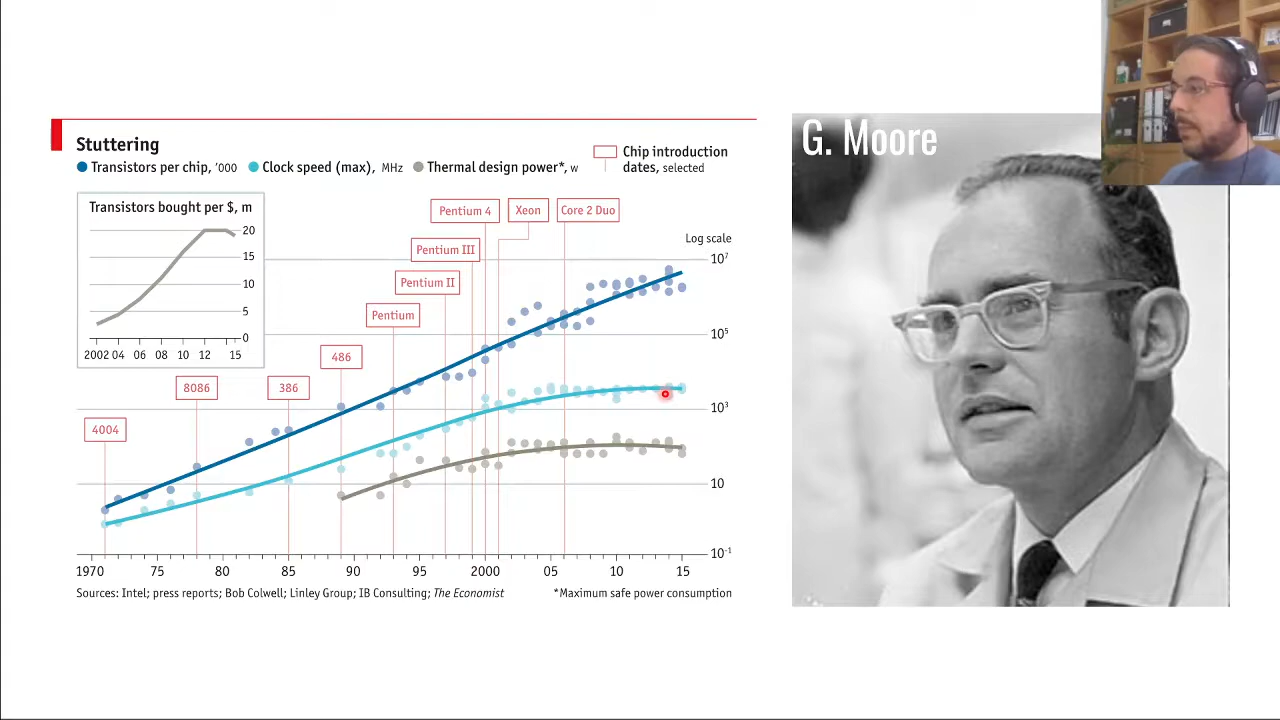 G. Moore
Stuttering
Transistors per chip, '000
Clock speed (max), MHz
Thermal design power*, w
Chip introduction
dates, selected
Transistors bought per $, m
20
15
10
5
0
2002 04 06 08 10 12 15
Pentium 4
Xeon
Core 2 Duo
Log scale
Pentium III
10⁷
Pentium II
Pentium
10⁵
486
8086
386
10³
4004
10
10⁻¹
1970 75 80 85 90 95 2000 05 10 15
Sources: Intel; press reports; Bob Colwell; Linley Group; IB Consulting; The Economist
*Maximum safe power consumption